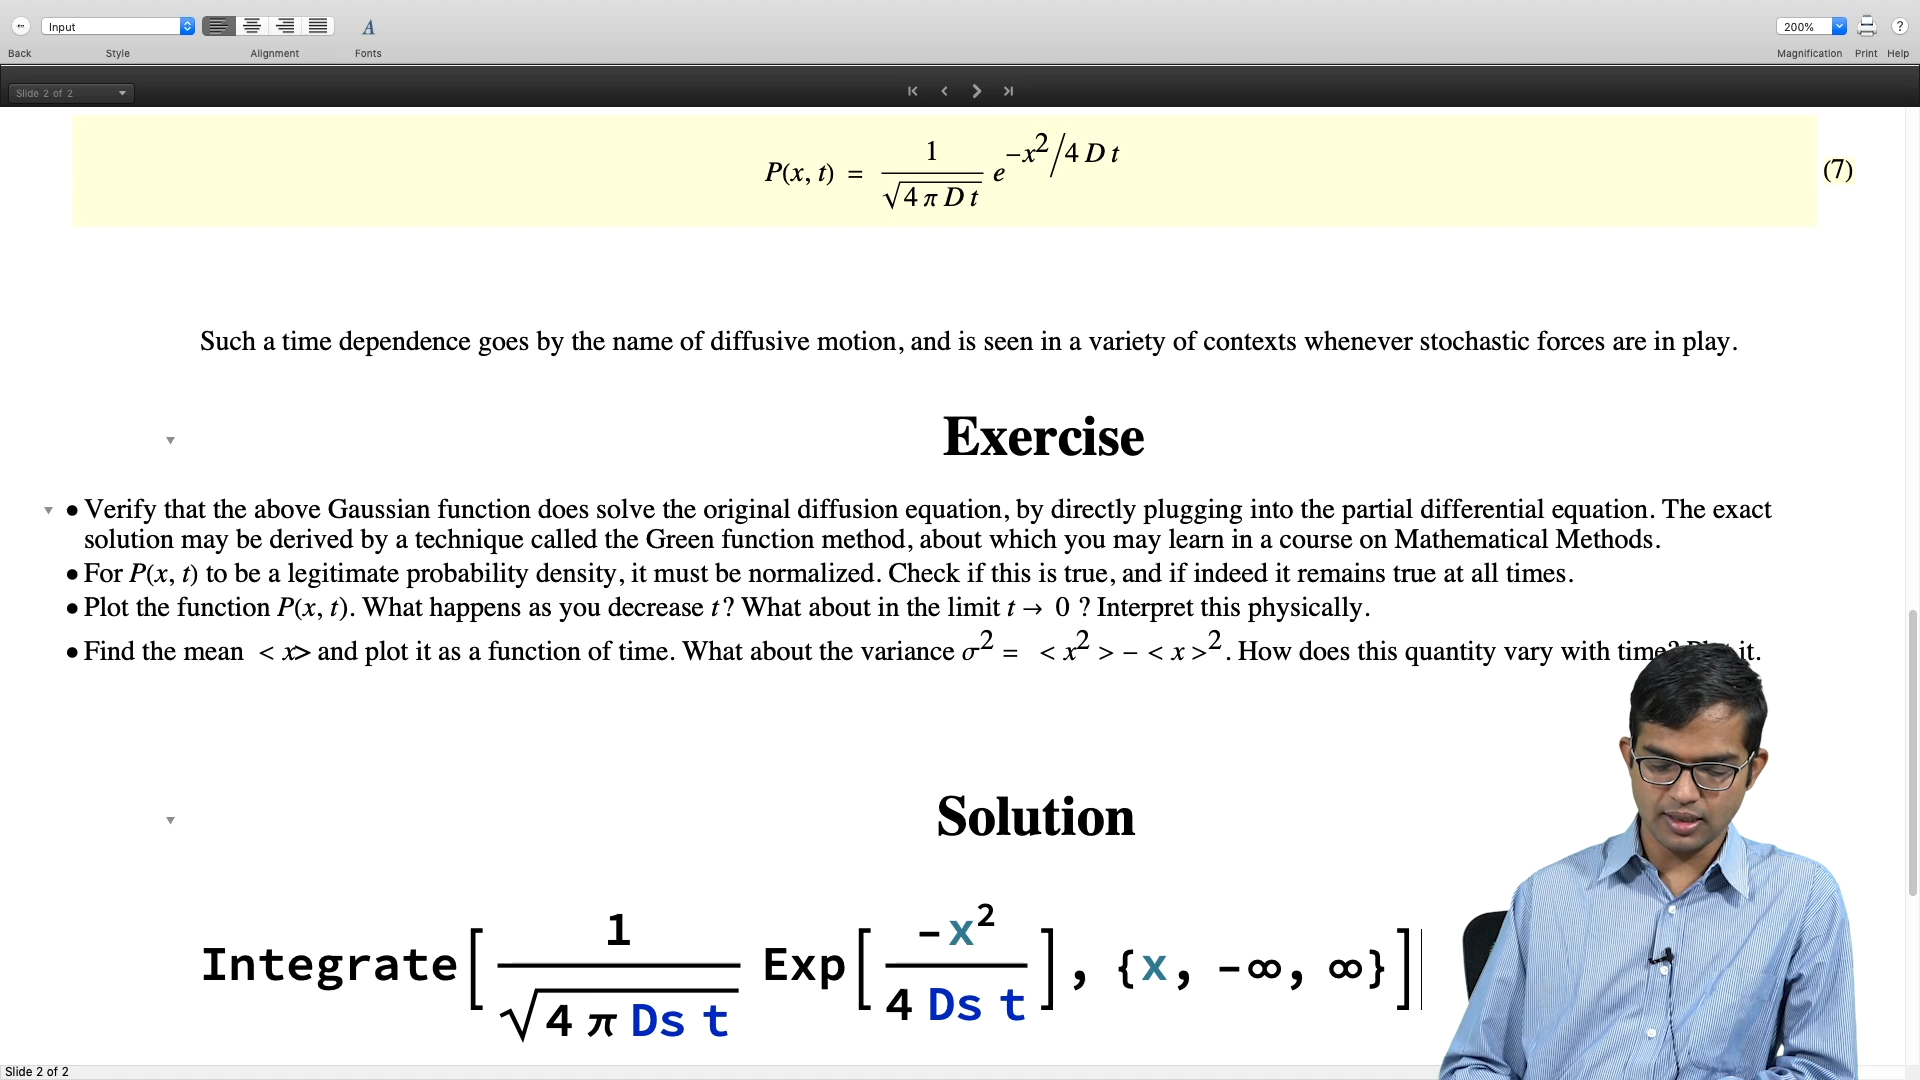 Input
200%
Back Style Alignment Fonts Magnification Print Help
Slide 2 of 2
P(x, t) = 1/√(4 π D t) e^(−x^2/4 D t) (7)
Such a time dependence goes by the name of diffusive motion, and is seen in a variety of contexts whenever stochastic forces are in play.
Exercise
• Verify that the above Gaussian function does solve the original diffusion equation, by directly plugging into the partial differential equation. The exact
solution may be derived by a technique called the Green function method, about which you may learn in a course on Mathematical Methods.
• For P(x, t) to be a legitimate probability density, it must be normalized. Check if this is true, and if indeed it remains true at all times.
• Plot the function P(x, t). What happens as you decrease t? What about in the limit t → 0 ? Interpret this physically.
• Find the mean < x> and plot it as a function of time. What about the variance σ^2 = < x^2 > − < x >^2. How does this quantity vary with time? it.
Solution
Integrate[1/√(4 π Ds t) Exp[−x^2/(4 Ds t)], {x, −∞, ∞}]
Slide 2 of 2